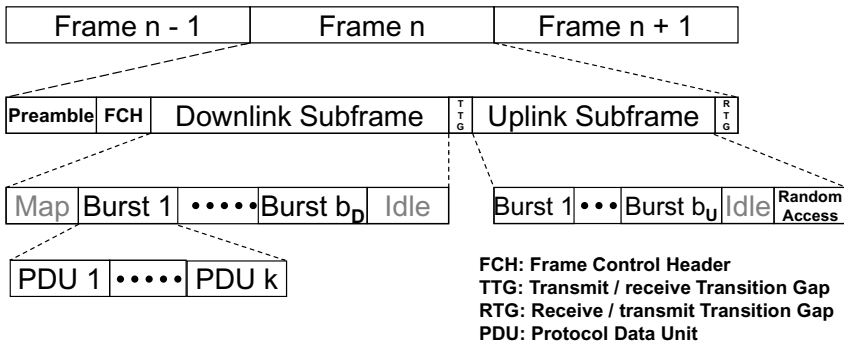 Frame n - 1 Frame n Frame n + 1
Preamble FCH Downlink Subframe TTG Uplink Subframe RTG
Map Burst 1 ••••• Burst bD Idle Burst 1 ••• Burst bU Idle Random Access
PDU 1 ••••• PDU k
FCH: Frame Control Header
TTG: Transmit / receive Transition Gap
RTG: Receive / transmit Transition Gap
PDU: Protocol Data Unit